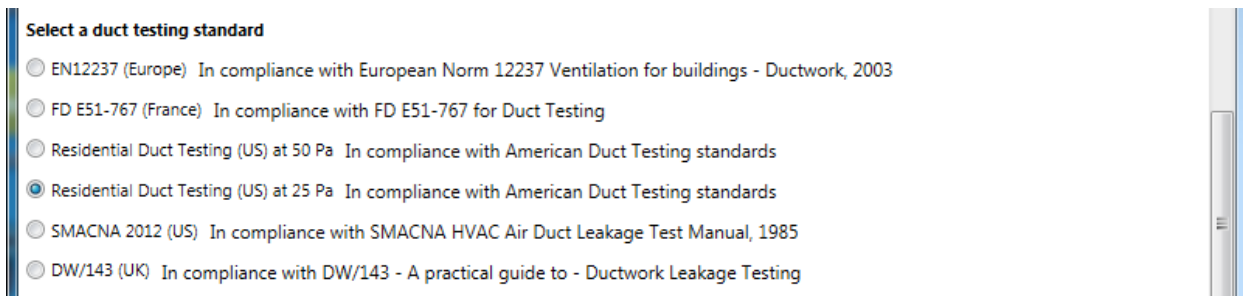 Select a duct testing standard
EN12237 (Europe) In compliance with European Norm 12237 Ventilation for buildings - Ductwork, 2003
FD E51-767 (France) In compliance with FD E51-767 for Duct Testing
Residential Duct Testing (US) at 50 Pa In compliance with American Duct Testing standards
Residential Duct Testing (US) at 25 Pa In compliance with American Duct Testing standards
SMACNA 2012 (US) In compliance with SMACNA HVAC Air Duct Leakage Test Manual, 1985
DW/143 (UK) In compliance with DW/143 - A practical guide to - Ductwork Leakage Testing